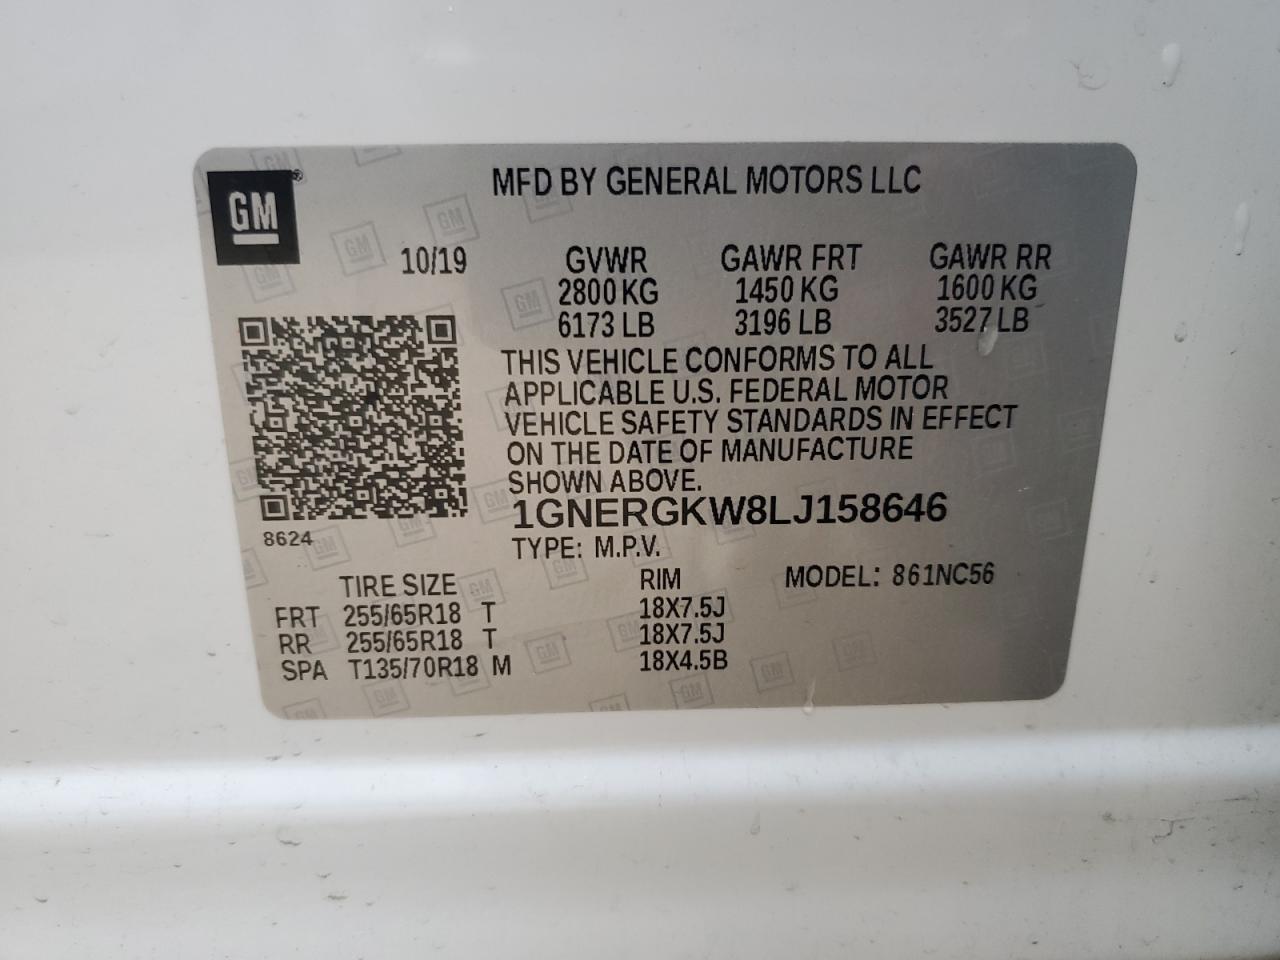 GM ®
MFD BY GENERAL MOTORS LLC
10/19 GVWR GAWR FRT GAWR RR
2800 KG 1450 KG 1600 KG
6173 LB 3196 LB 3527 LB
THIS VEHICLE CONFORMS TO ALL
APPLICABLE U.S. FEDERAL MOTOR
VEHICLE SAFETY STANDARDS IN EFFECT
ON THE DATE OF MANUFACTURE
SHOWN ABOVE.
1GNERGKW8LJ158646
8624
TYPE: M.P.V.
TIRE SIZE RIM MODEL: 861NC56
FRT 255/65R18 T 18X7.5J
RR 255/65R18 T 18X7.5J
SPA T135/70R18 M 18X4.5B